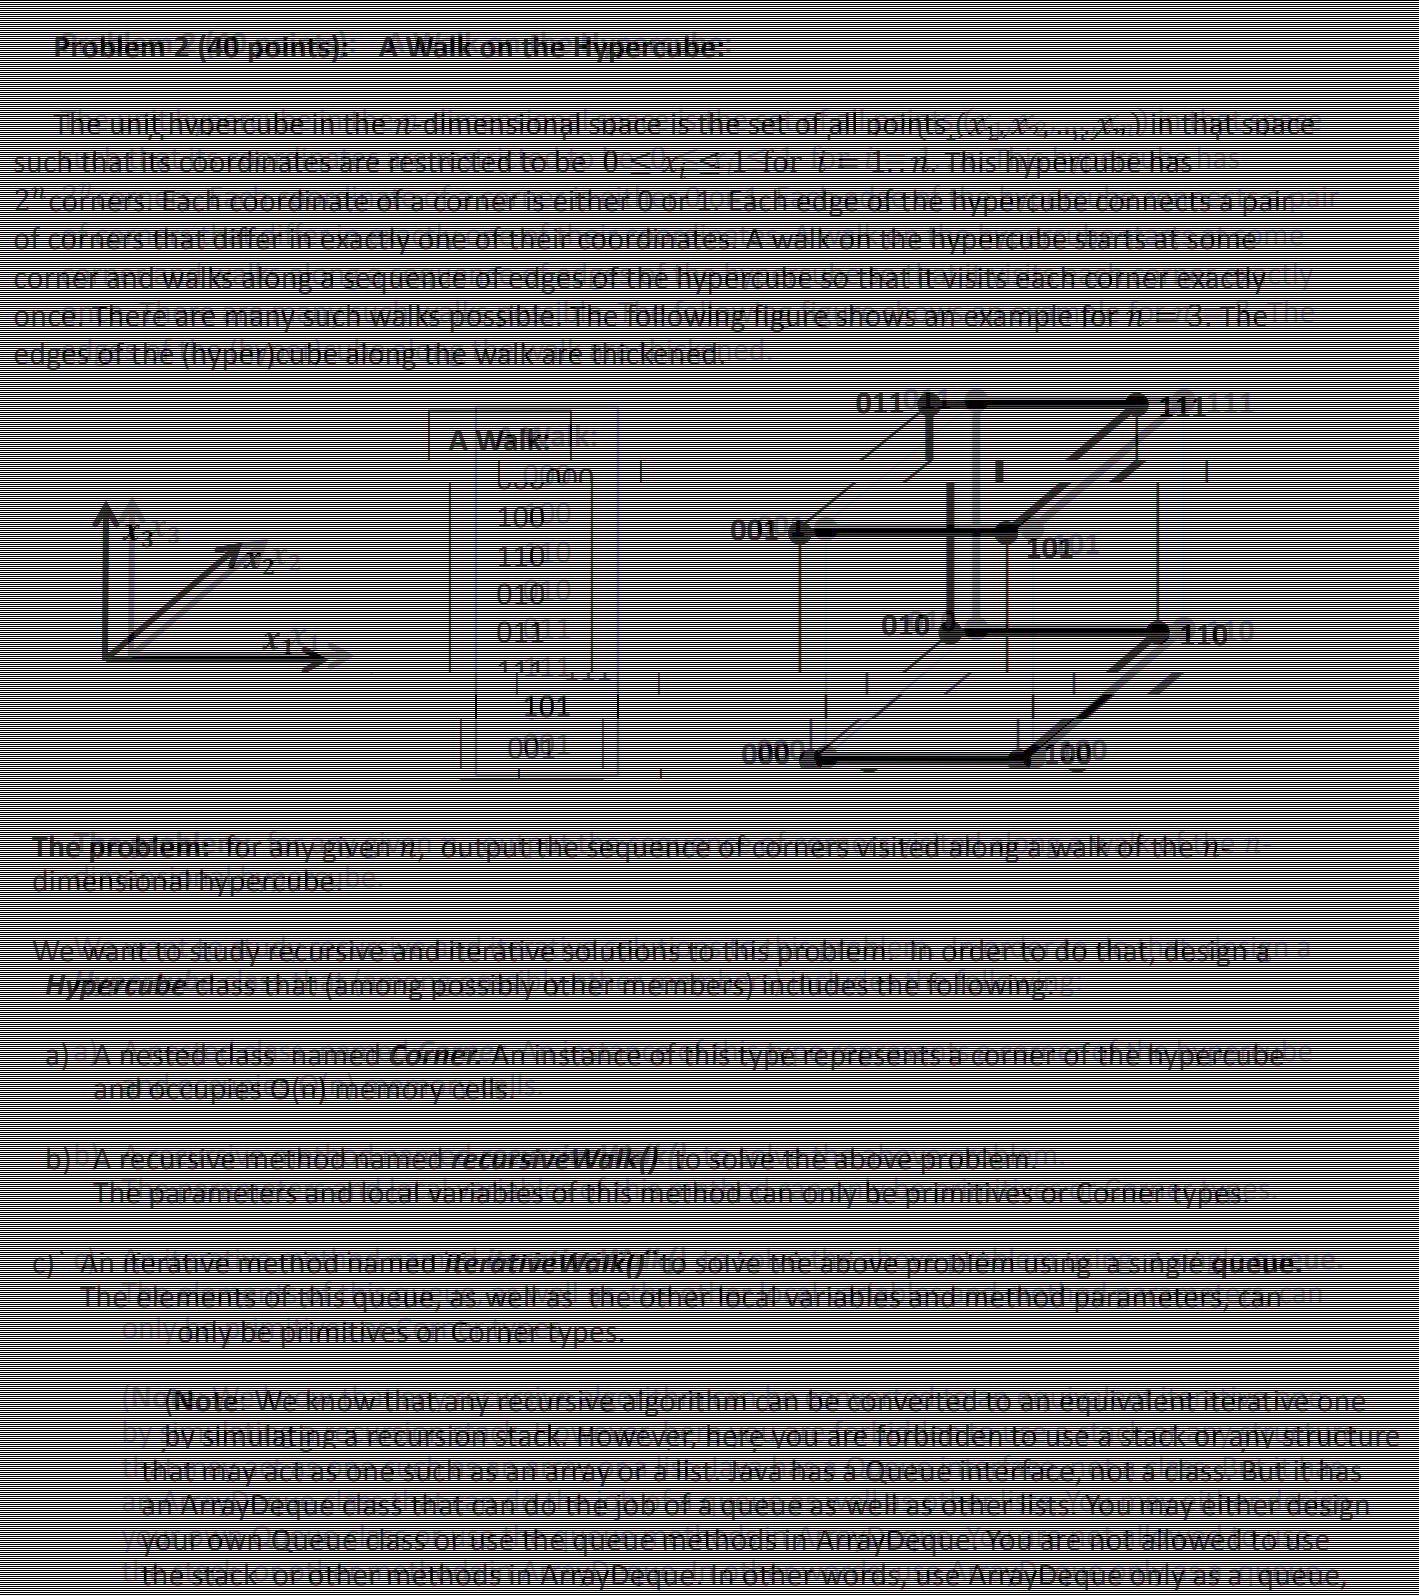 Problem 2 (40 points): A Walk on the Hypercube:
The unit hypercube in the n-dimensional space is the set of all points (x₁, x₂, ..., xₙ) in that space
such that its coordinates are restricted to be 0 ≤ xᵢ ≤ 1 for i = 1..n. This hypercube has
2ⁿ corners. Each coordinate of a corner is either 0 or 1. Each edge of the hypercube connects a pair
of corners that differ in exactly one of their coordinates. A walk on the hypercube starts at some
corner and walks along a sequence of edges of the hypercube so that it visits each corner exactly
once. There are many such walks possible. The following figure shows an example for n = 3. The
edges of the (hyper)cube along the walk are thickened.
011 111
A Walk:
000
100
110
010
011
111
101
001
x₃
x₂
x₁
001
101
010
110
000
100
The problem: for any given n, output the sequence of corners visited along a walk of the n-
dimensional hypercube.
We want to study recursive and iterative solutions to this problem. In order to do that, design a
Hypercube class that (among possibly other members) includes the following:
a) A nested class named Corner. An instance of this type represents a corner of the hypercube
and occupies O(n) memory cells.
b) A recursive method named recursiveWalk() to solve the above problem.
The parameters and local variables of this method can only be primitives or Corner types.
c) An iterative method named iterativeWalk() to solve the above problem using a single queue.
The elements of this queue, as well as the other local variables and method parameters, can
only be primitives or Corner types.
(Note: We know that any recursive algorithm can be converted to an equivalent iterative one
by simulating a recursion stack. However, here you are forbidden to use a stack or any structure
that may act as one such as an array or a list. Java has a Queue interface, not a class. But it has
an ArrayDeque class that can do the job of a queue as well as other lists. You may either design
your own Queue class or use the queue methods in ArrayDeque. You are not allowed to use
the stack or other methods in ArrayDeque. In other words, use ArrayDeque only as a queue,